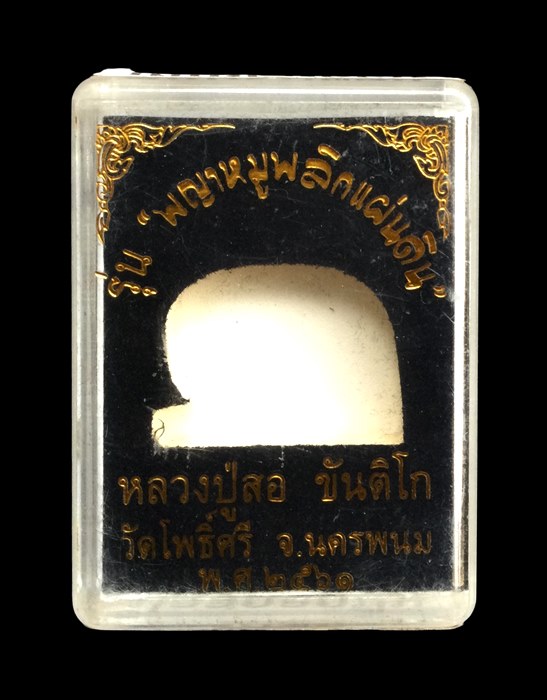 รุ่น "พญาหมูพลิกแผ่นดิน"
หลวงปู่สอ ขันติโก
วัดโพธิ์ศรี จ.นครพนม
พ.ศ.๒๕๖๑